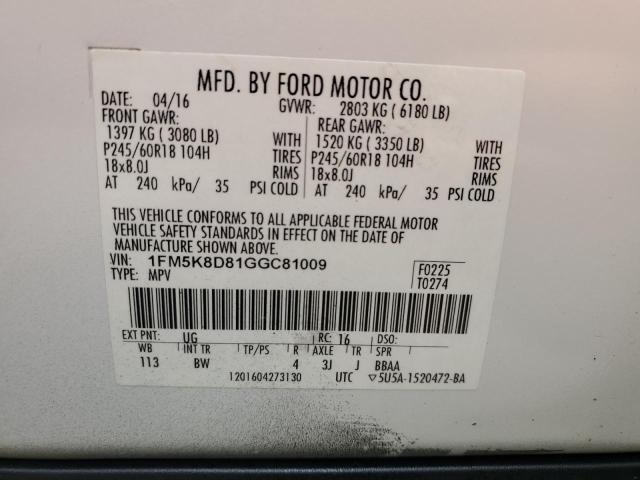 MFD. BY FORD MOTOR CO.
DATE: 04/16 GVWR: 2803 KG ( 6180 LB)
FRONT GAWR: REAR GAWR:
1397 KG ( 3080 LB) WITH 1520 KG ( 3350 LB) WITH
P245/60R18 104H TIRES P245/60R18 104H TIRES
18x8.0J RIMS 18x8.0J RIMS
AT 240 kPa/ 35 PSI COLD AT 240 kPa/ 35 PSI COLD
THIS VEHICLE CONFORMS TO ALL APPLICABLE FEDERAL MOTOR
VEHICLE SAFETY STANDARDS IN EFFECT ON THE DATE OF
MANUFACTURE SHOWN ABOVE.
VIN: 1FM5K8D81GGC81009 F0225
TYPE: MPV T0274
EXT PNT: UG RC: 16 DSO:
WB INT TR TP/PS R AXLE TR SPR
113 BW 4 3J J BBAA
1201604273130 UTC ▽5U5A-1520472-BA